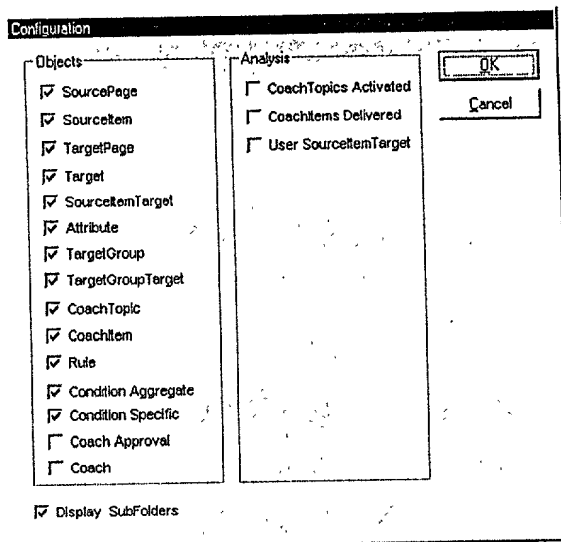 Configuration
Objects
SourcePage
SourceItem
TargetPage
Target
SourceItemTarget
Attribute
TargetGroup
TargetGroupTarget
CoachTopic
CoachItem
Rule
Condition Aggregate
Condition Specific
Coach Approval
Coach
Display SubFolders
Analysis
CoachTopics Activated
CoachItems Delivered
User SourceItemTarget
OK
Cancel